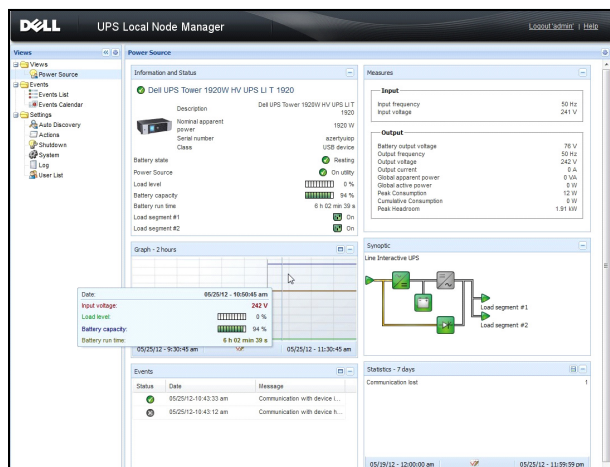 DELL
UPS Local Node Manager
Logout 'admin' | Help
Views
Views
Power Source
Events
Events List
Events Calendar
Settings
Auto Discovery
Actions
Shutdown
System
Log
User List
Power Source
Information and Status
Dell UPS Tower 1920W HV UPS LI T 1920
Description Dell UPS Tower 1920W HV UPS LI T
1920
Nominal apparent 1920 W
power
Serial number azertyuiop
Class USB device
Battery state Resting
Power Source On utility
Load level 0 %
Battery capacity 94 %
Battery run time 6 h 02 min 39 s
Load segment #1 On
Load segment #2 On
Graph - 2 hours
Date: 05/25/12 - 10:50:45 am
Input voltage: 242 V
Load level: 0 %
Battery capacity: 94 %
Battery run time: 6 h 02 min 39 s
05/25/12 - 9:30:45 am 05/25/12 - 11:30:45 am
Events
Status Date Message
05/25/12-10:43:33 am Communication with device i...
05/25/12-10:43:12 am Communication with device h...
Measures
Input
Input frequency 50 Hz
Input voltage 241 V
Output
Battery output voltage 76 V
Output frequency 50 Hz
Output voltage 242 V
Output current 0 A
Global apparent power 0 VA
Global active power 0 W
Peak Consumption 12 W
Cumulative Consumption 0 W
Peak Headroom 1.91 kW
Synoptic
Line Interactive UPS
Load segment #1
Load segment #2
Statistics - 7 days
Communication lost 1
05/19/12 - 12:00:00 am 05/25/12 - 11:59:59 pm